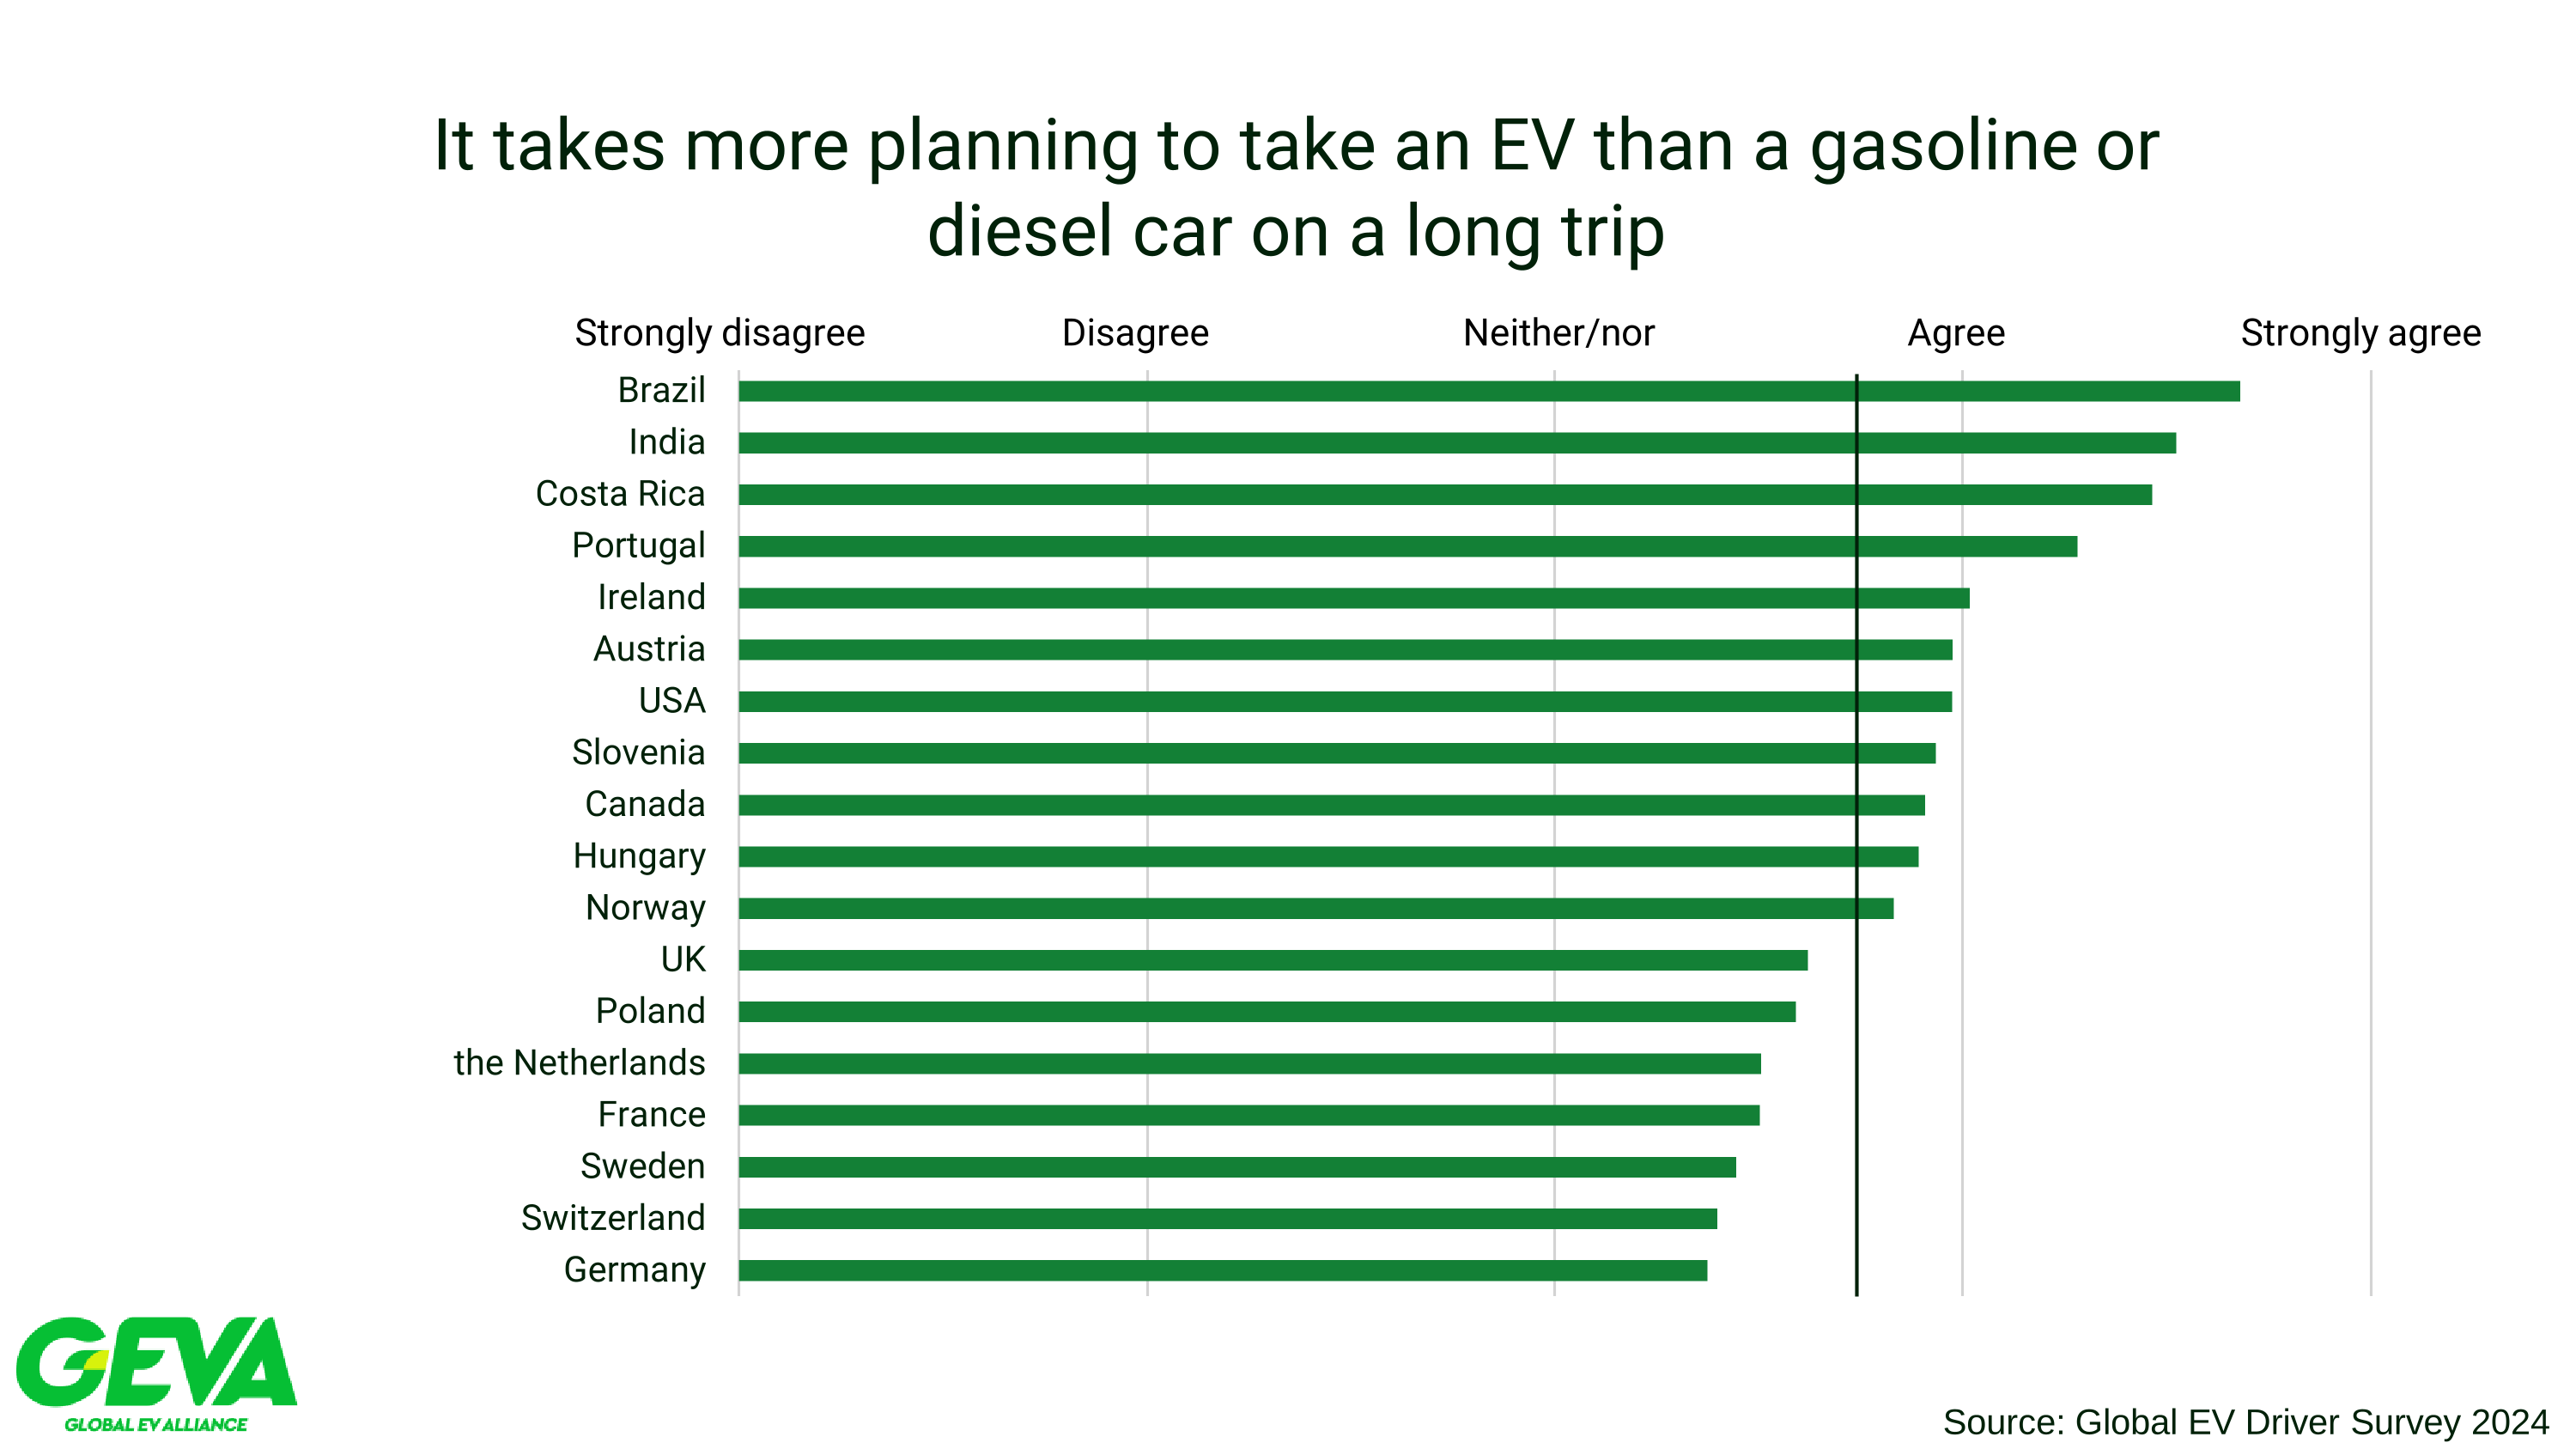 It takes more planning to take an EV than a gasoline or
diesel car on a long trip
Strongly disagree Disagree Neither/nor Agree Strongly agree
Brazil
India
Costa Rica
Portugal
Ireland
Austria
USA
Slovenia
Canada
Hungary
Norway
UK
Poland
the Netherlands
France
Sweden
Switzerland
Germany
GEVA
GLOBAL EV ALLIANCE
Source: Global EV Driver Survey 2024